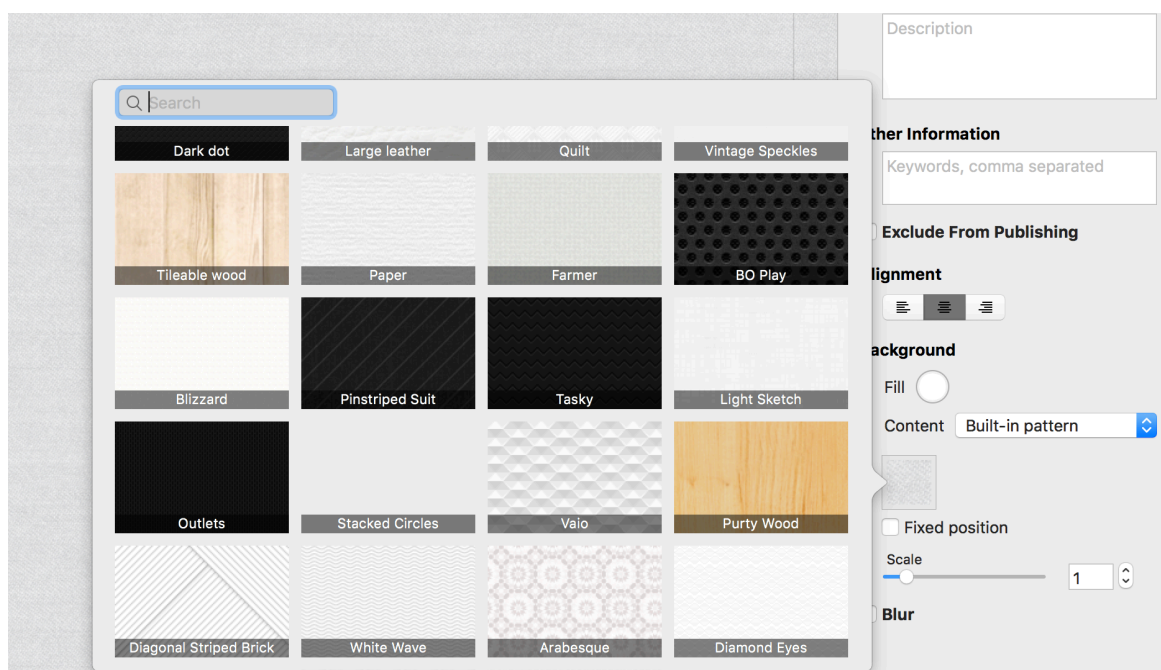 Description
Search
Dark dot
Large leather
Quilt
Vintage Speckles
ther Information
Keywords, comma separated
Tileable wood
Paper
Farmer
BO Play
Exclude From Publishing
lignment
Blizzard
Pinstriped Suit
Tasky
Light Sketch
ackground
Fill
Content Built-in pattern
Outlets
Stacked Circles
Vaio
Purty Wood
Fixed position
Scale
1
Diagonal Striped Brick
White Wave
Arabesque
Diamond Eyes
Blur